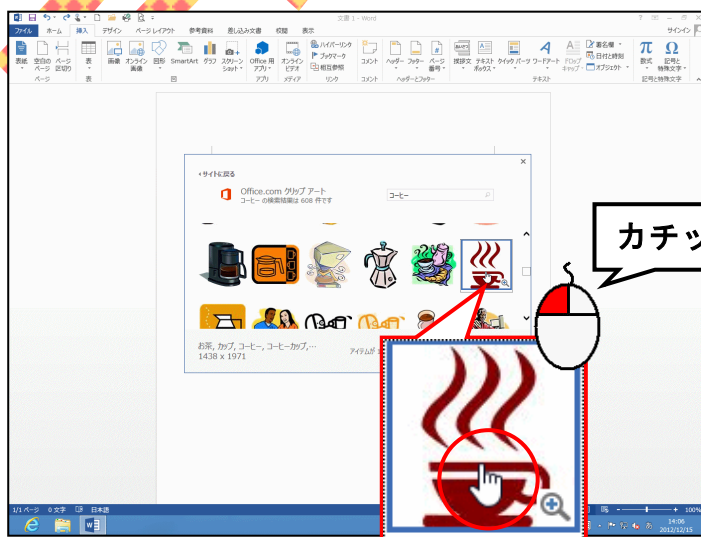 文書 1 - Word
サインイン
ファイル ホーム 挿入 デザイン ページ レイアウト 参考資料 差し込み文書 校閲 表示
表紙 空白の ページ 表 画像 オンライン 図形 SmartArt グラフ スクリーン Office 用 オンライン ハイパーリンク コメント ヘッダー フッター ページ 挨拶文 テキスト クイック パーツ ワードアート ドロップ 署名欄 数式 記号と
ページ 区切り 画像 ショット アプリ ビデオ ブックマーク 番号 ボックス キャップ 日付と時刻 特殊文字
相互参照 オブジェクト
ページ 表 図 アプリ メディア リンク コメント ヘッダーとフッター テキスト 記号と特殊文字
サイトに戻る
Office.com クリップ アート
コーヒー の検索結果は 608 件です
コーヒー
カチッ
お茶, カップ, コーヒー, コーヒーカップ,…
1438 x 1971
アイテムが
1/1 ページ 0 文字 日本語
100%
14:06
2012/12/15